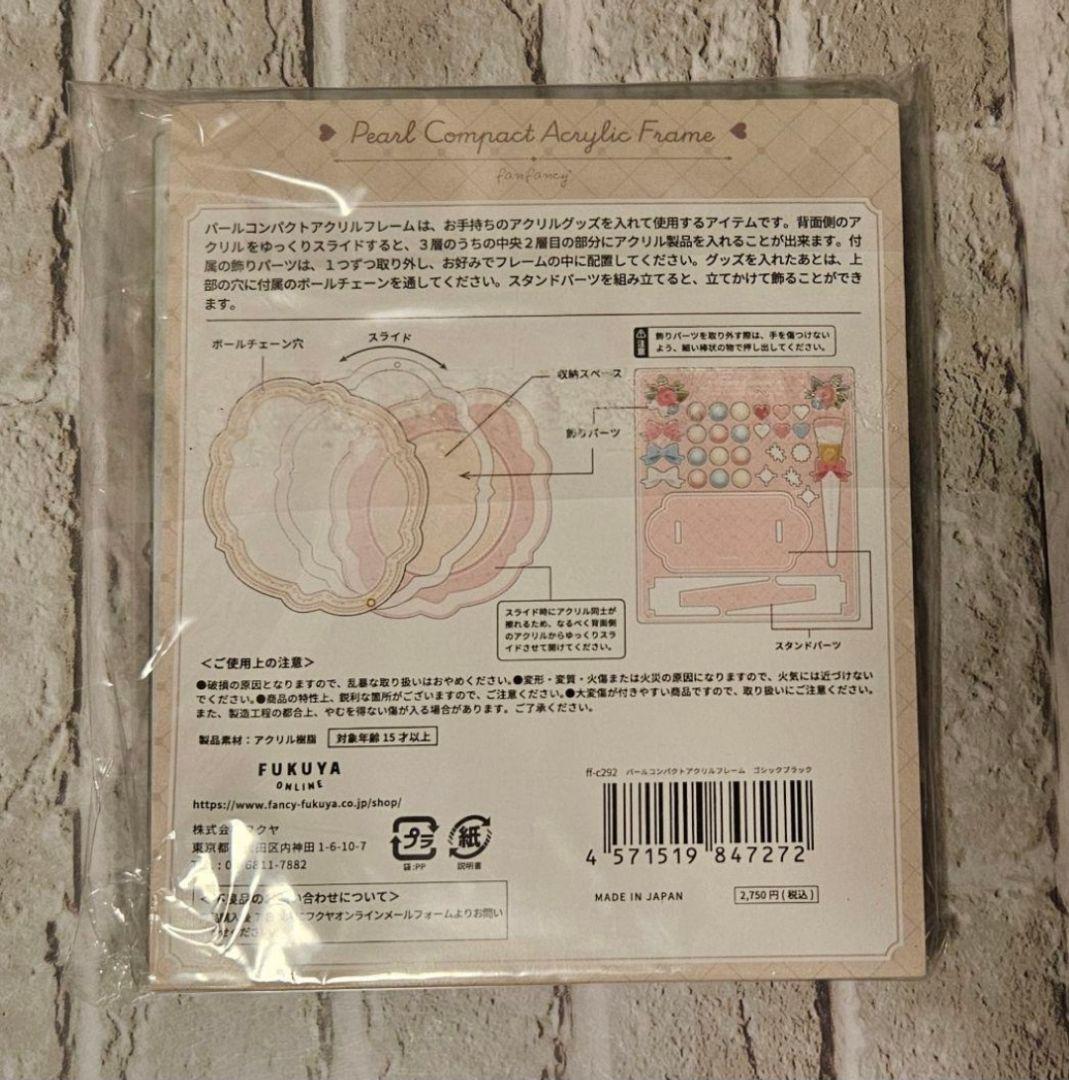 Pearl Compact Acrylic Frame
fanfancy
パールコンパクトアクリルフレームは、お手持ちのアクリルグッズを入れて使用するアイテムです。背面側のア
クリルをゆっくりスライドすると、3層のうちの中央2層目の部分にアクリル製品を入れることが出来ます。付
属の飾りパーツは、1つずつ取り外し、お好みでフレームの中に配置してください。グッズを入れたあとは、上
部の穴に付属のボールチェーンを通してください。スタンドパーツを組み立てると、立てかけて飾ることができ
ます。
ボールチェーン穴
スライド
収納スペース
飾りパーツ
注意
飾りパーツを取り外す際は、手を傷つけない
よう、細い棒状の物で押し出してください。
スライド時にアクリル同士が
擦れるため、なるべく背面側
のアクリルからゆっくりスラ
イドさせて開けてください。
スタンドパーツ
＜ご使用上の注意＞
●破損の原因となりますので、乱暴な取り扱いはおやめください。●変形・変質・火傷または火災の原因になりますので、火気には近づけない
でください。●商品の特性上、鋭利な箇所がございますので、ご注意ください。●大変傷が付きやすい商品ですので、取り扱いにご注意ください。
また、製造工程の都合上、やむを得ない傷が入る場合があります。ご了承ください。
製品素材：アクリル樹脂 対象年齢15才以上
FUKUYA
ONLINE
https://www.fancy-fukuya.co.jp/shop/
株式会 フクヤ
東京都 田区内神田1-6-10-7
6811-7882
プラ
袋:PP
紙
説明書
不良品のお い合わせについて＞
フクヤオンラインメールフォームよりお問い
ff-c292 パールコンパクトアクリルフレーム ゴシックブラック
4 571519 847272
MADE IN JAPAN
2,750円(税込)